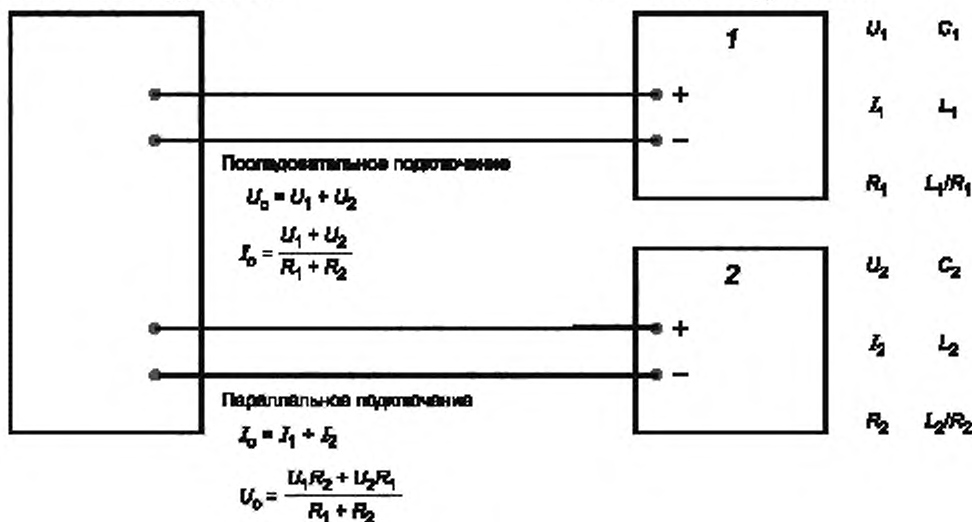 1
U₁ C₁
+
I₁ L₁
−
Последовательное подключение
U₀ = U₁ + U₂
R₁ L₁/R₁
I₀ = (U₁ + U₂) / (R₁ + R₂)
2
U₂ C₂
+
I₂ L₂
−
Параллельное подключение
I₀ = I₁ + I₂
R₂ L₂/R₂
U₀ = (U₁R₂ + U₂R₁) / (R₁ + R₂)